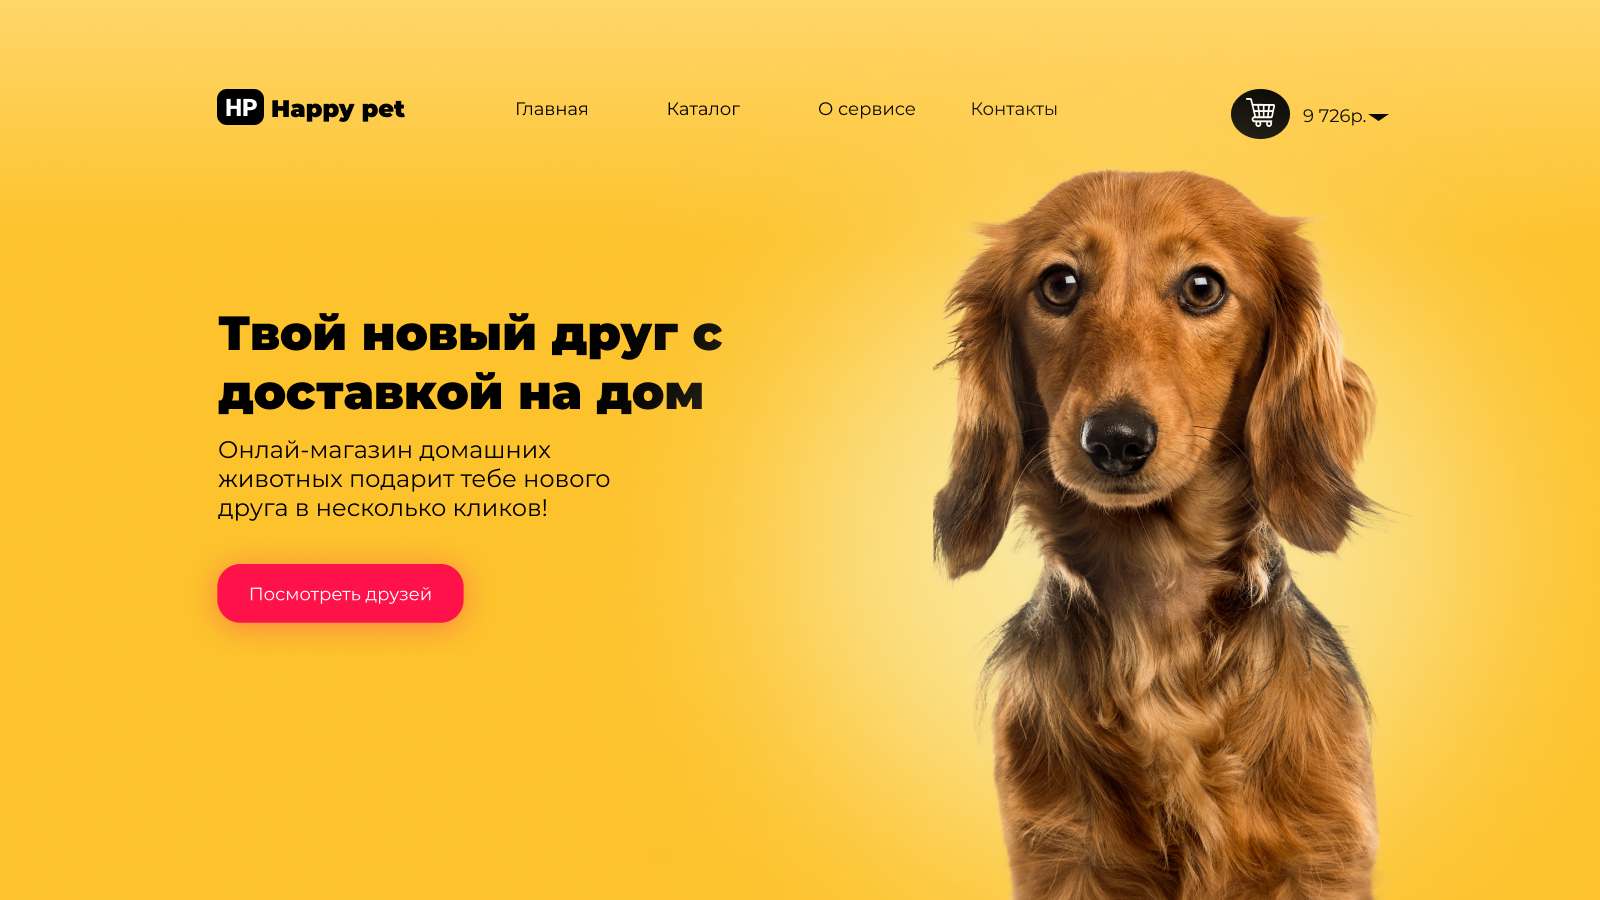 HP Happy pet
Главная
Каталог
О сервисе
Контакты
9 726р.
Твой новый друг с
доставкой на дом
Онлай-магазин домашних
животных подарит тебе нового
друга в несколько кликов!
Посмотреть друзей